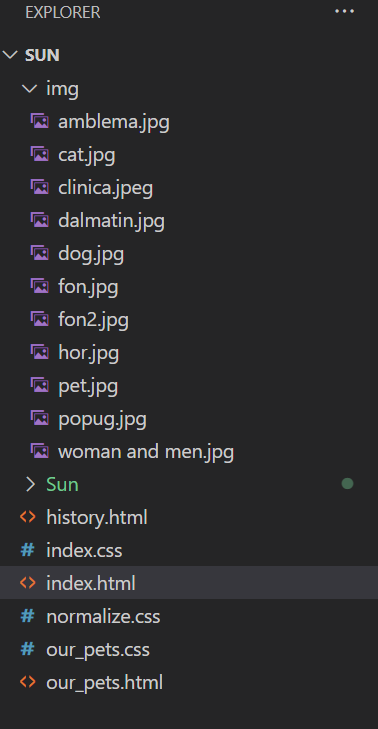 EXPLORER
SUN
img
amblema.jpg
cat.jpg
clinica.jpeg
dalmatin.jpg
dog.jpg
fon.jpg
fon2.jpg
hor.jpg
pet.jpg
popug.jpg
woman and men.jpg
Sun
history.html
index.css
index.html
normalize.css
our_pets.css
our_pets.html